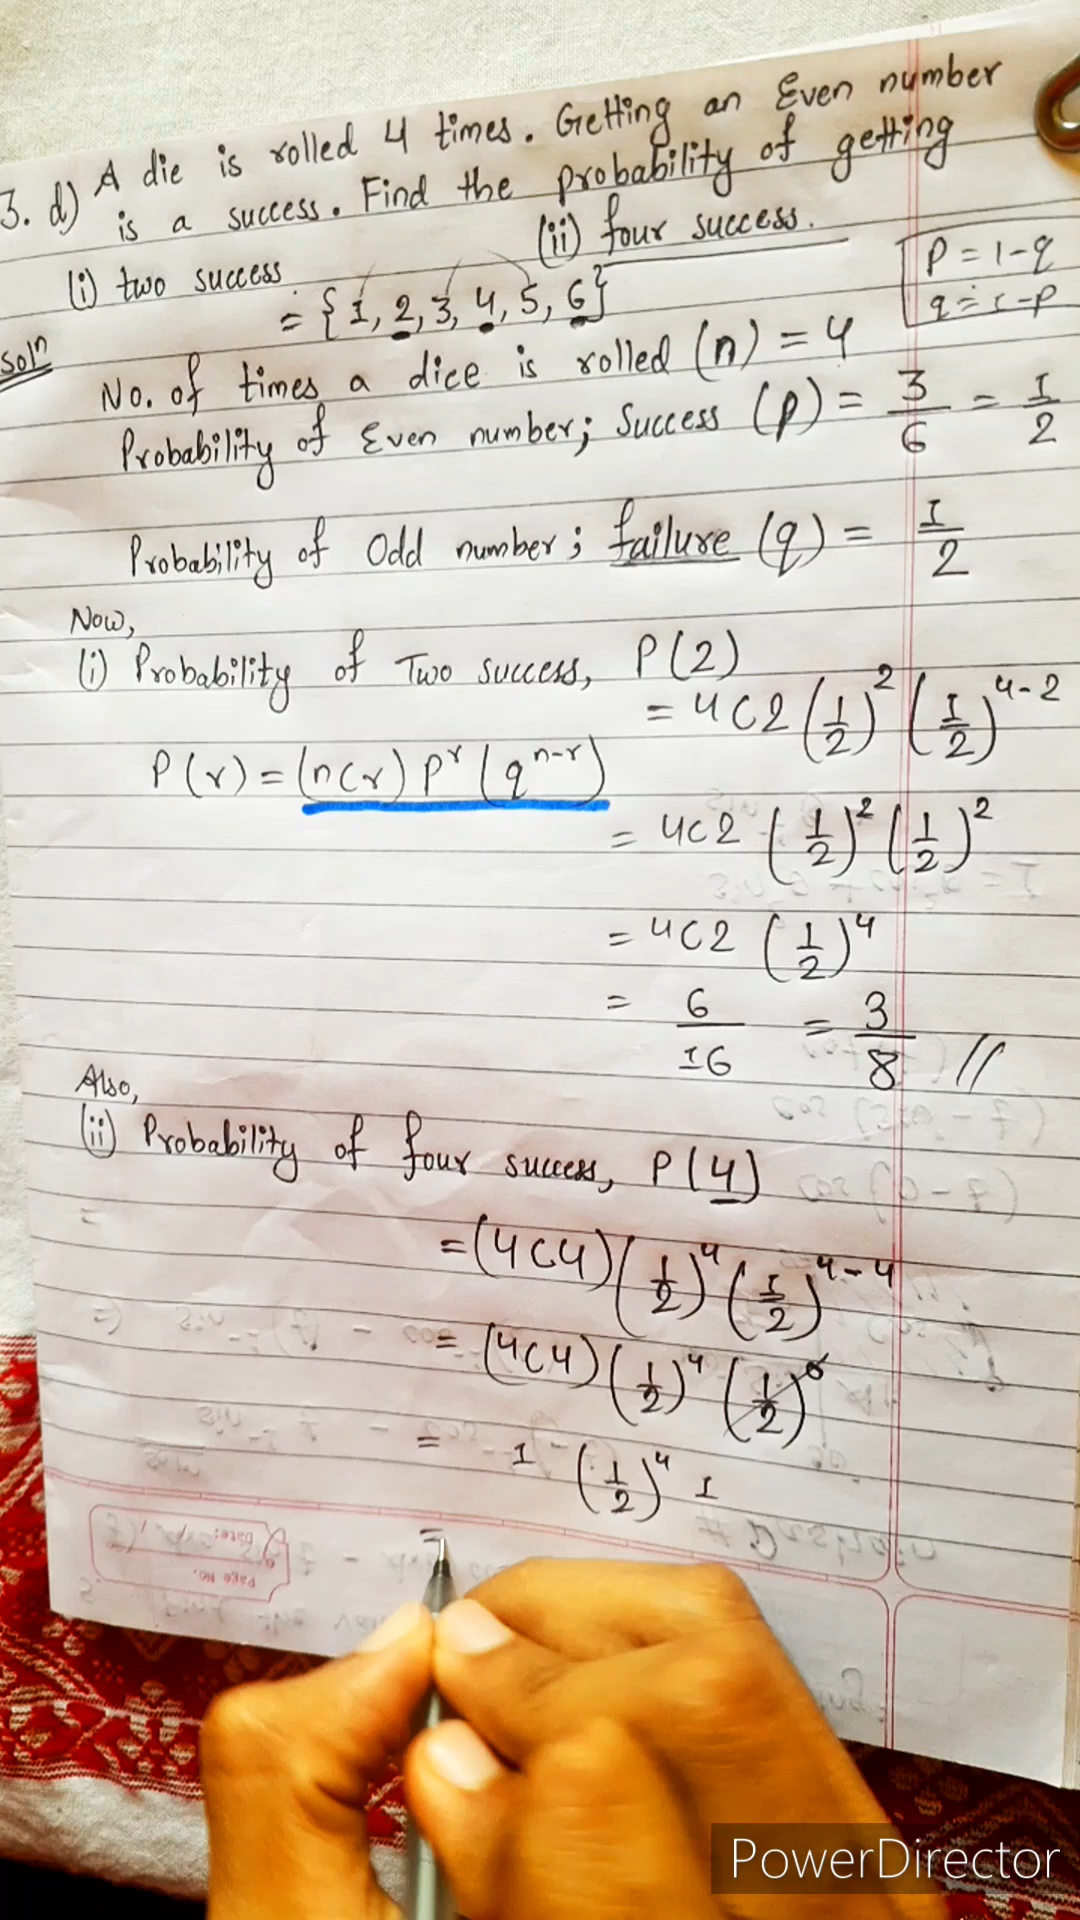 3. d) A die is rolled 4 times. Getting an Even number
is a success. Find the probability of getting
(i) two success (ii) four success.
P = 1-q
q = 1-p
Soln
= {1, 2, 3, 4, 5, 6}
No. of times a dice is rolled (n) = 4
Probability of Even number; Success (p) = 3/6 = 1/2
Probability of Odd number; failure (q) = 1/2
Now,
(i) Probability of Two success, P(2)
= 4C2 (1/2)^2 (1/2)^4-2
P(r) = (nCr) P^r (q^n-r)
= 4C2 (1/2)^2 (1/2)^2
= 4C2 (1/2)^4
= 6/16 = 3/8 //
Also,
(ii) Probability of four success, P(4)
= (4C4) (1/2)^4 (1/2)^4-4
= (4C4) (1/2)^4 (1/2)^0
= 1 (1/2)^4 1
=
Date:
Page No.
PowerDirector